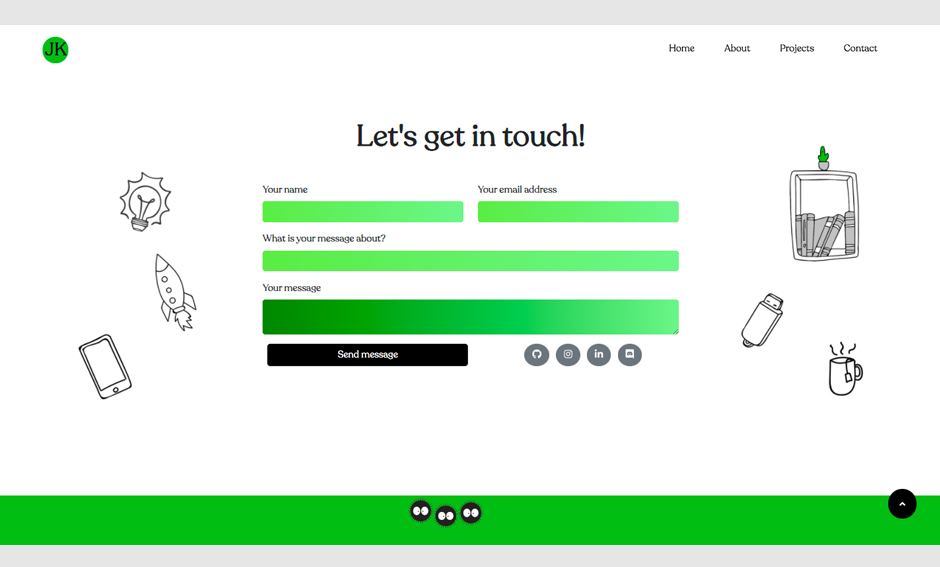 JK
Home About Projects Contact
Let's get in touch!
Your name Your email address
What is your message about?
Your message
Send message
in